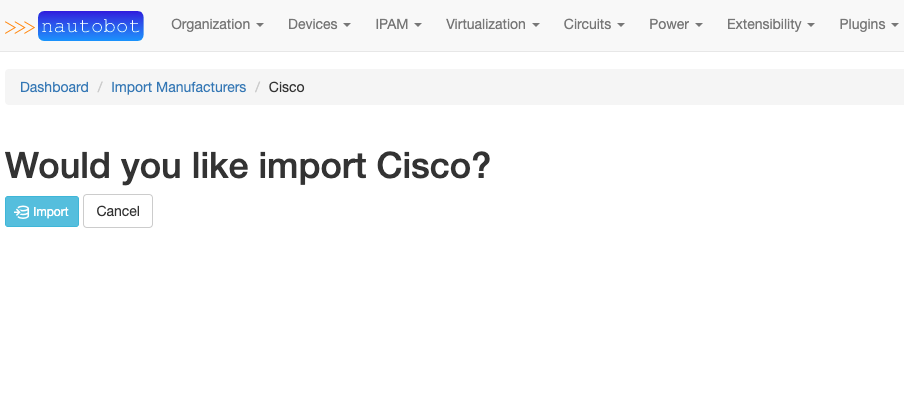 >>> nautobot Organization Devices IPAM Virtualization Circuits Power Extensibility Plugins
Dashboard / Import Manufacturers / Cisco
Would you like import Cisco?
Import Cancel